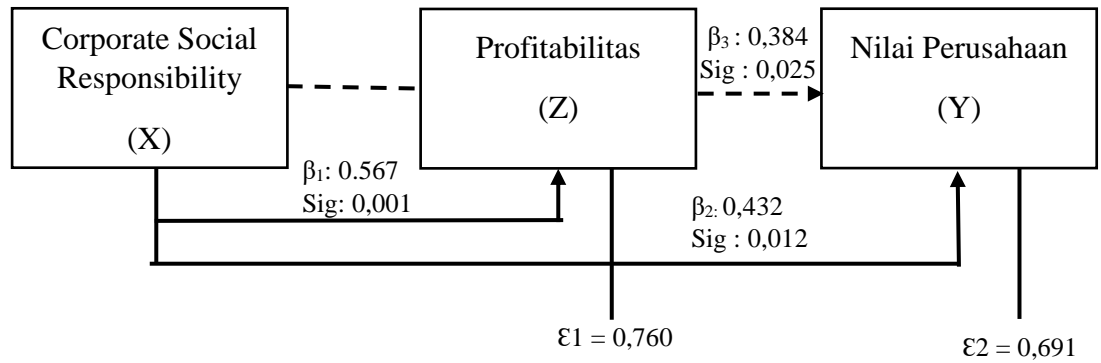 Corporate Social
Responsibility
(X)
Profitabilitas
(Z)
β₃ : 0,384
Sig : 0,025
Nilai Perusahaan
(Y)
β₁: 0.567
Sig: 0,001
β₂: 0,432
Sig : 0,012
Ɛ1 = 0,760
Ɛ2 = 0,691